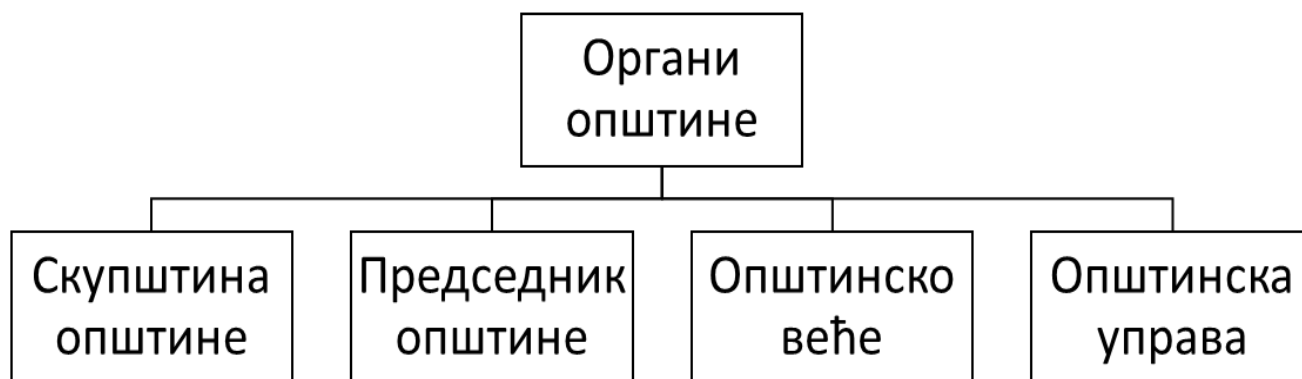 Органи
општине
Скупштина
општине
Председник
општине
Општинско
веће
Општинска
управа